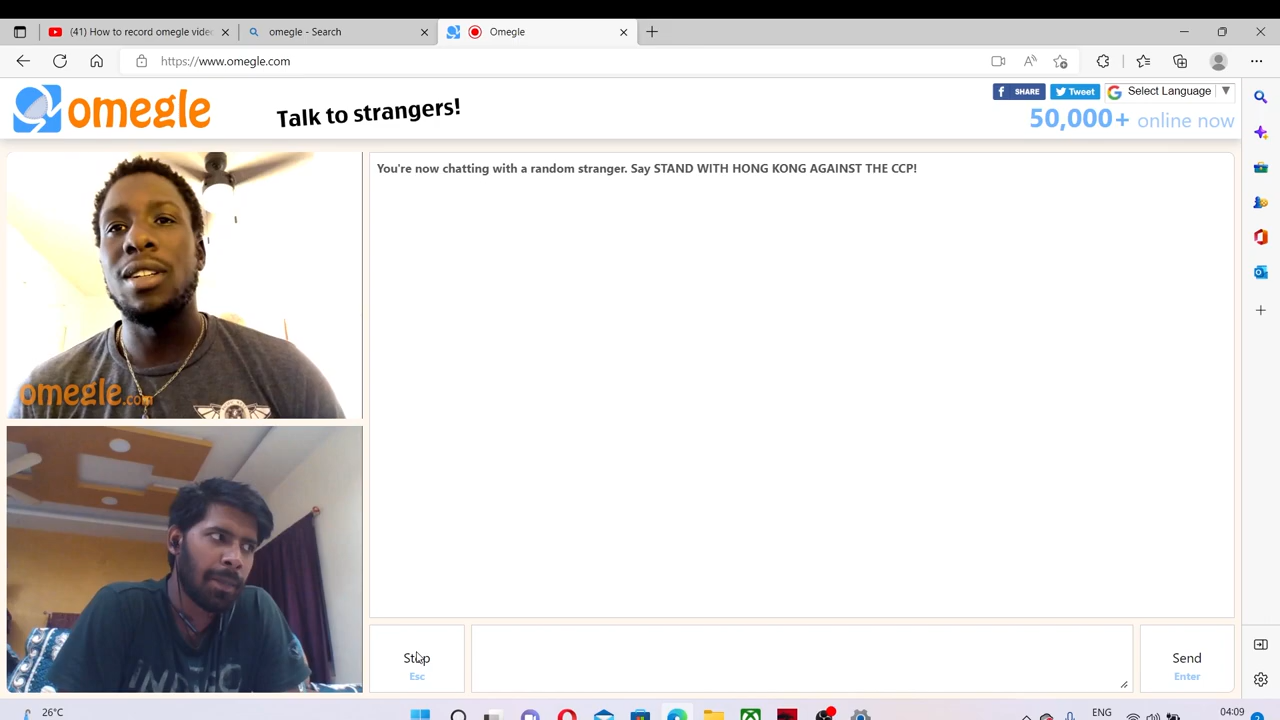 (41) How to record omegle vide
omegle - Search
Omegle
https://www.omegle.com
omegle
Talk to strangers!
SHARE
Tweet
Select Language
50,000+ online now
You're now chatting with a random stranger. Say STAND WITH HONG KONG AGAINST THE CCP!
omegle.com
INDIGO
Stop
Esc
Send
Enter
26°C
ENG
04:09